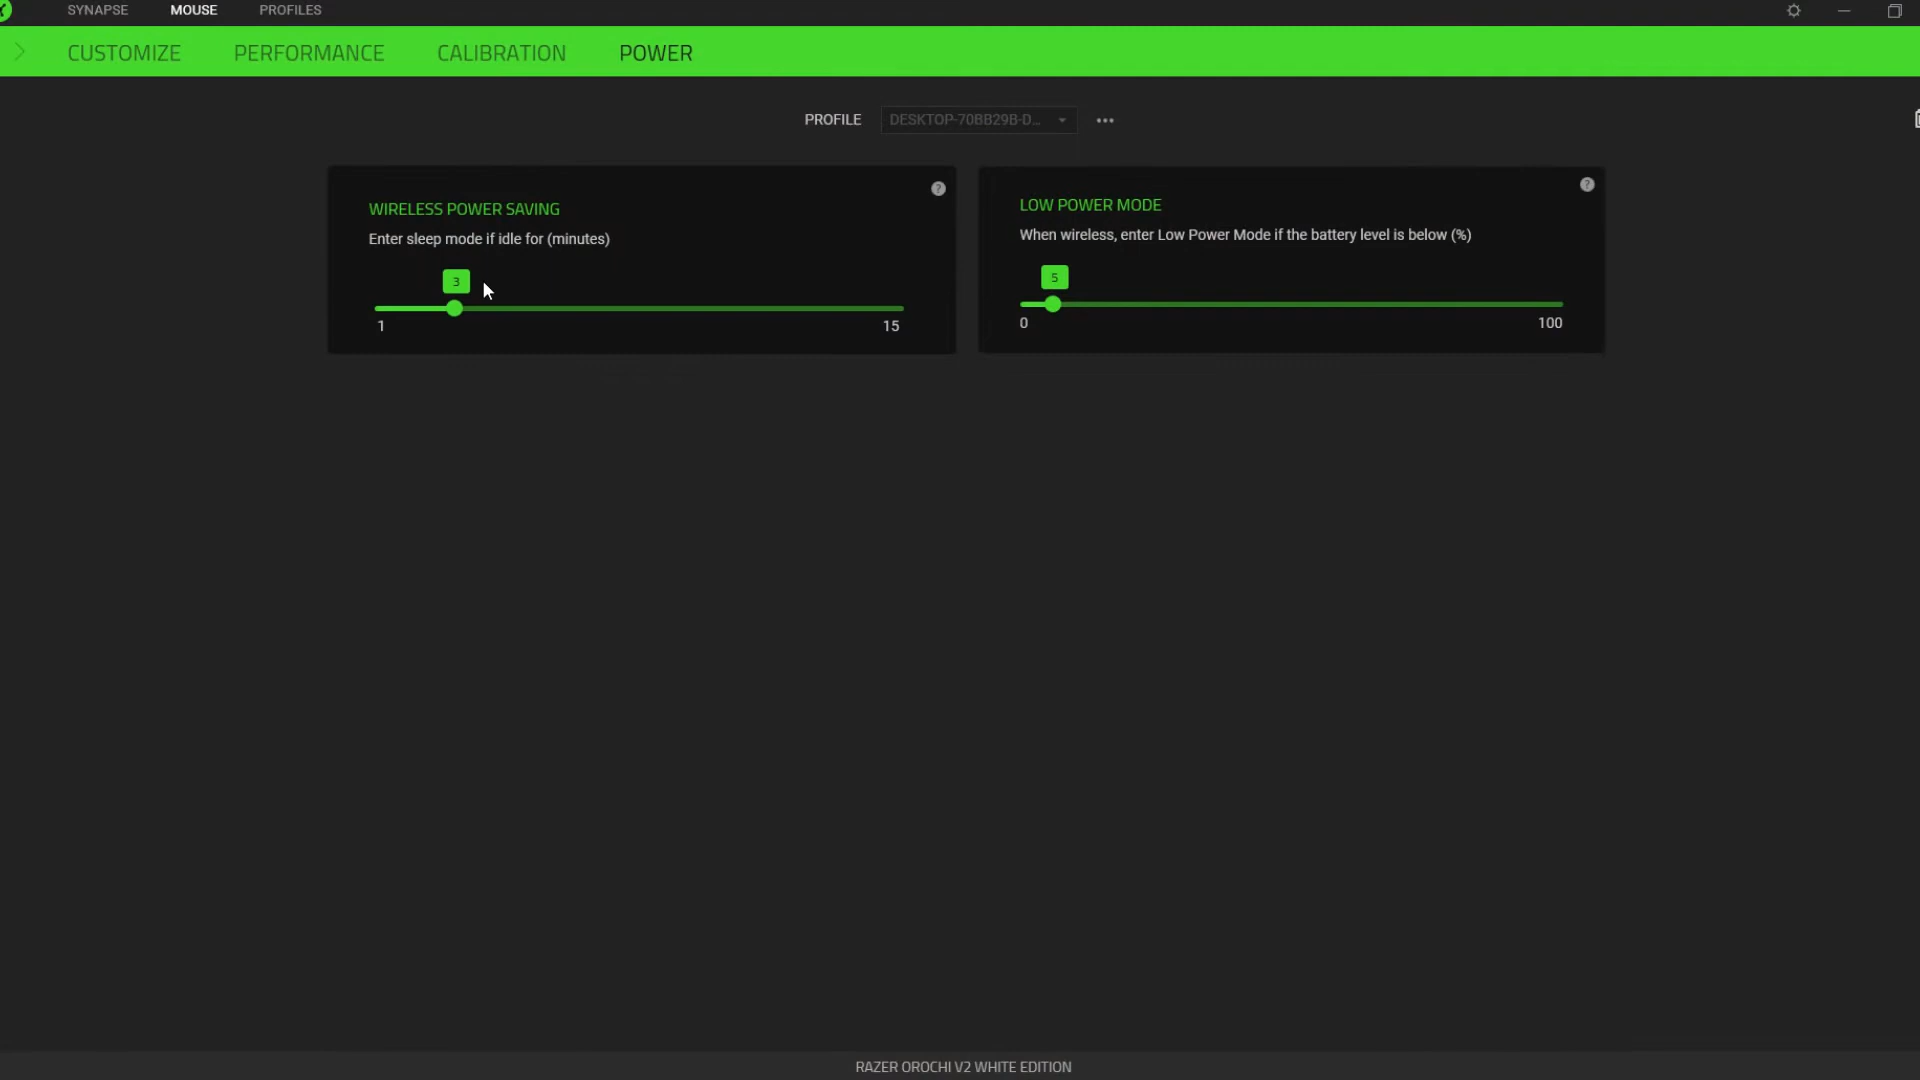 SYNAPSE MOUSE PROFILES
CUSTOMIZE PERFORMANCE CALIBRATION POWER
PROFILE DESKTOP-70BB29B-D... ...
WIRELESS POWER SAVING
?
Enter sleep mode if idle for (minutes)
3
1 15
LOW POWER MODE
?
When wireless, enter Low Power Mode if the battery level is below (%)
5
0 100
RAZER OROCHI V2 WHITE EDITION